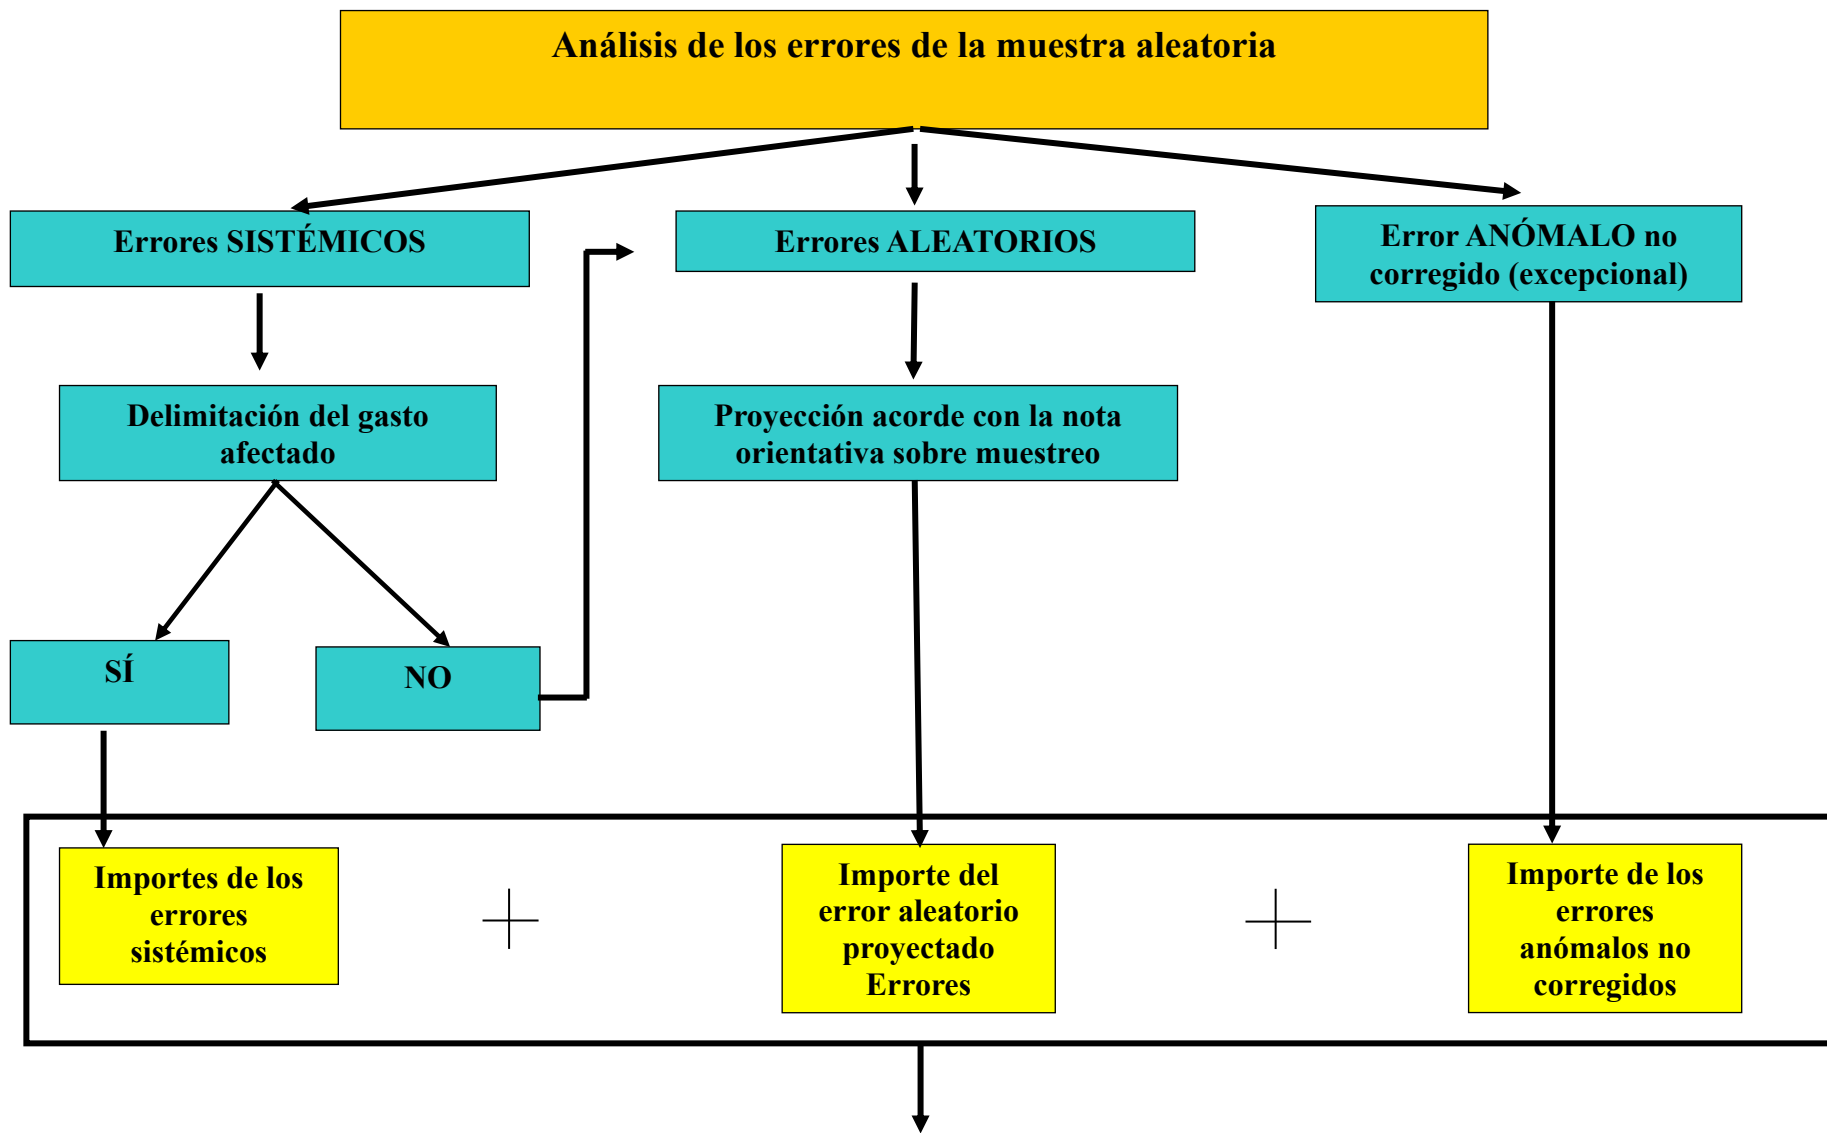 Análisis de los errores de la muestra aleatoria
Errores SISTÉMICOS
Errores ALEATORIOS
Error ANÓMALO no
corregido (excepcional)
Delimitación del gasto
afectado
Proyección acorde con la nota
orientativa sobre muestreo
SÍ
NO
Importes de los
errores
sistémicos
Importe del
error aleatorio
proyectado
Errores
Importe de los
errores
anómalos no
corregidos